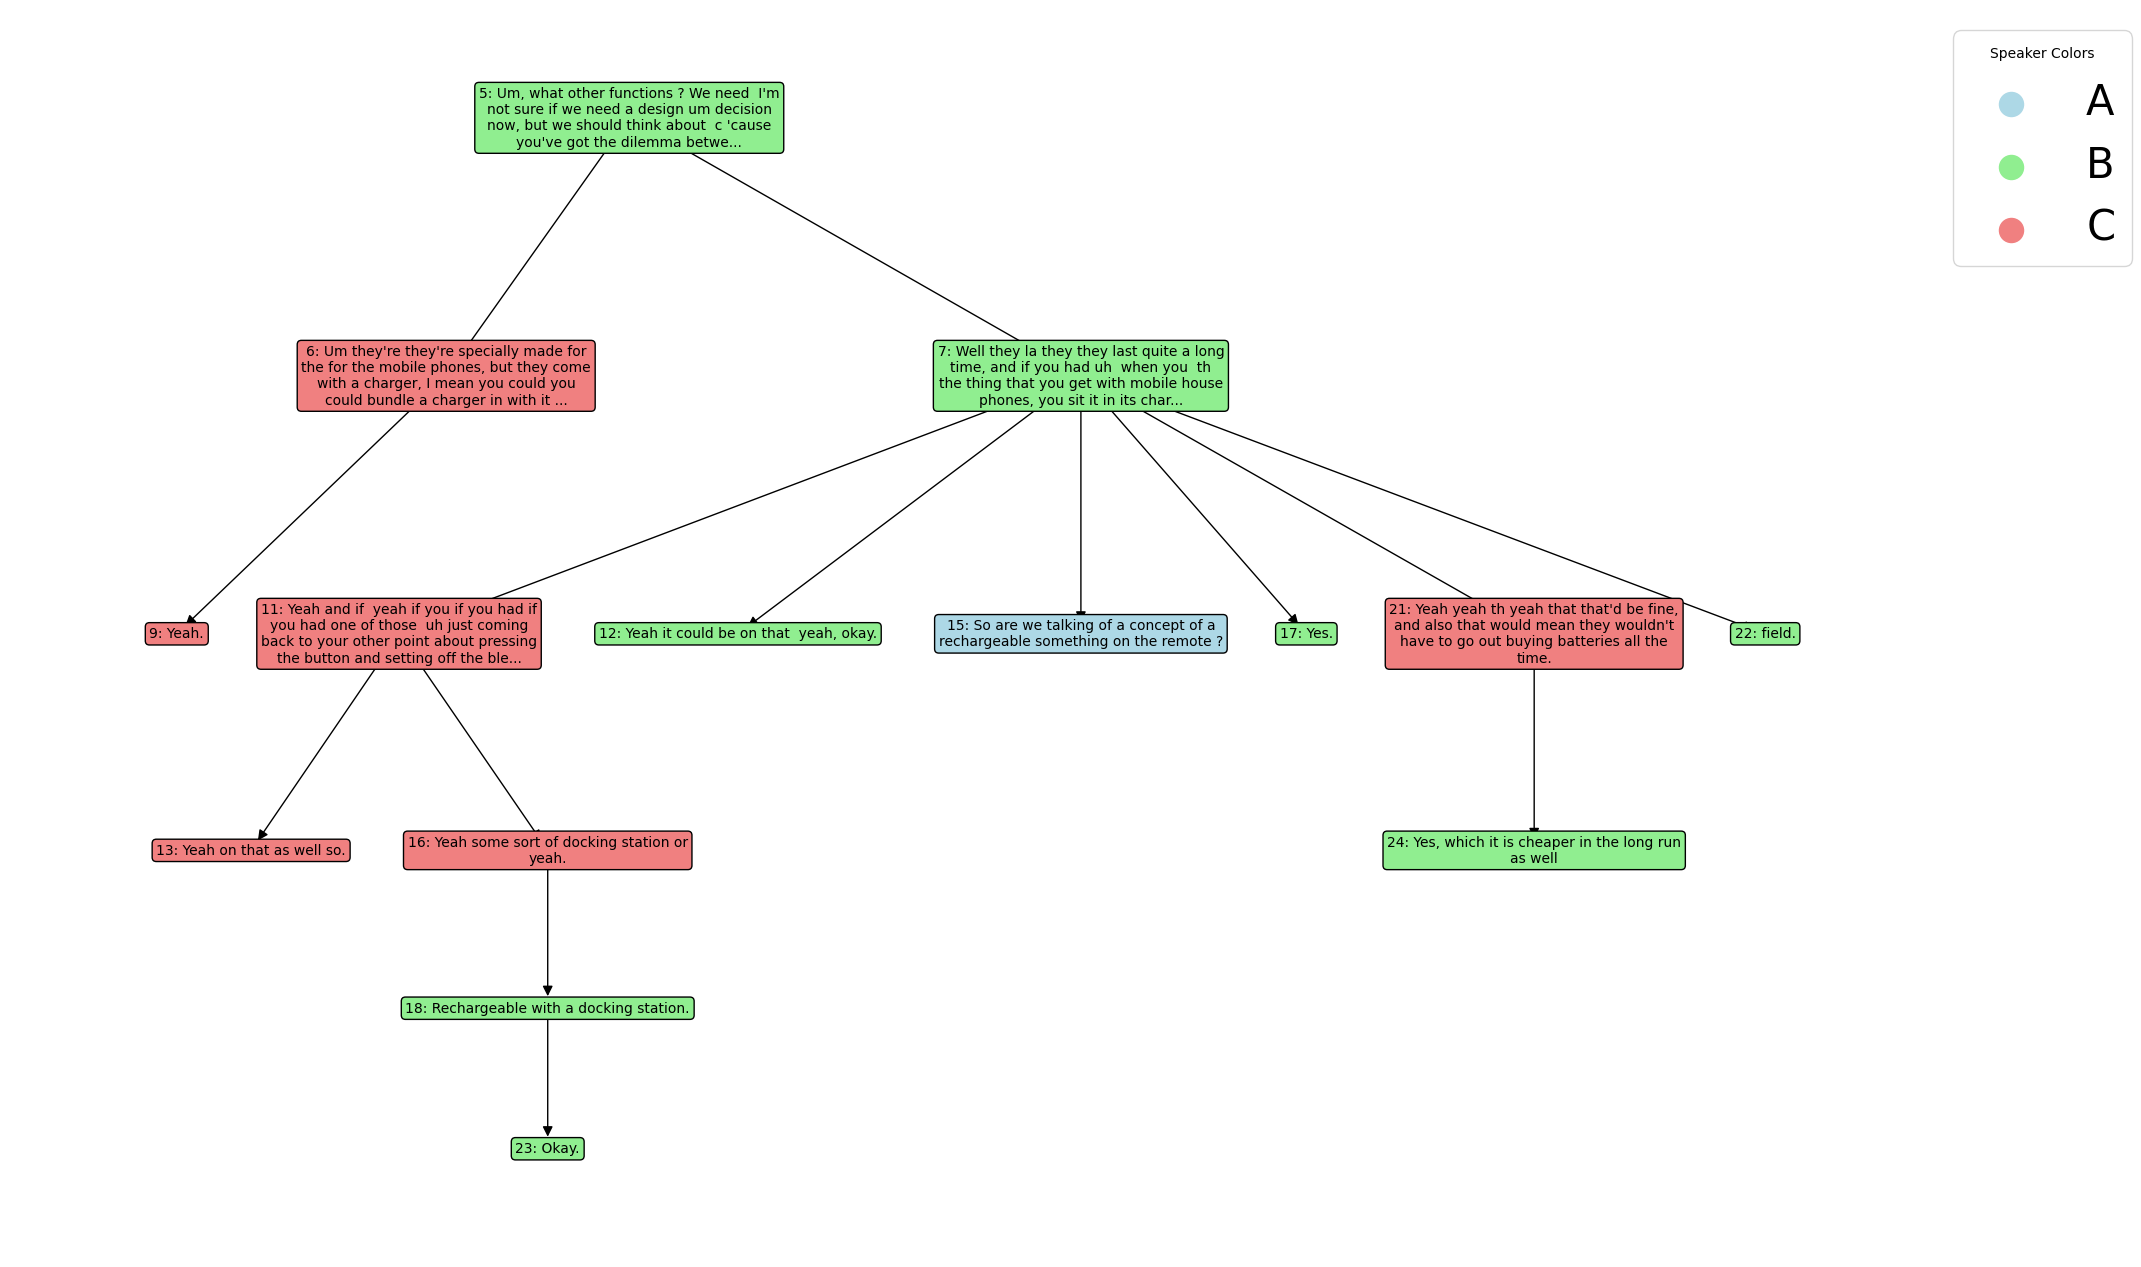 5: Um, what other functions ? We need  I'm
not sure if we need a design um decision
now, but we should think about  c 'cause
you've got the dilemma betwe...
Speaker Colors
A
B
C
6: Um they're they're specially made for
the for the mobile phones, but they come
with a charger, I mean you could you
could bundle a charger in with it ...
7: Well they la they they last quite a long
time, and if you had uh  when you  th
the thing that you get with mobile house
phones, you sit it in its char...
9: Yeah.
11: Yeah and if  yeah if you if you had if
you had one of those  uh just coming
back to your other point about pressing
the button and setting off the ble...
12: Yeah it could be on that  yeah, okay.
15: So are we talking of a concept of a
rechargeable something on the remote ?
17: Yes.
21: Yeah yeah th yeah that that'd be fine,
and also that would mean they wouldn't
have to go out buying batteries all the
time.
22: field.
13: Yeah on that as well so.
16: Yeah some sort of docking station or
yeah.
24: Yes, which it is cheaper in the long run
as well
18: Rechargeable with a docking station.
23: Okay.